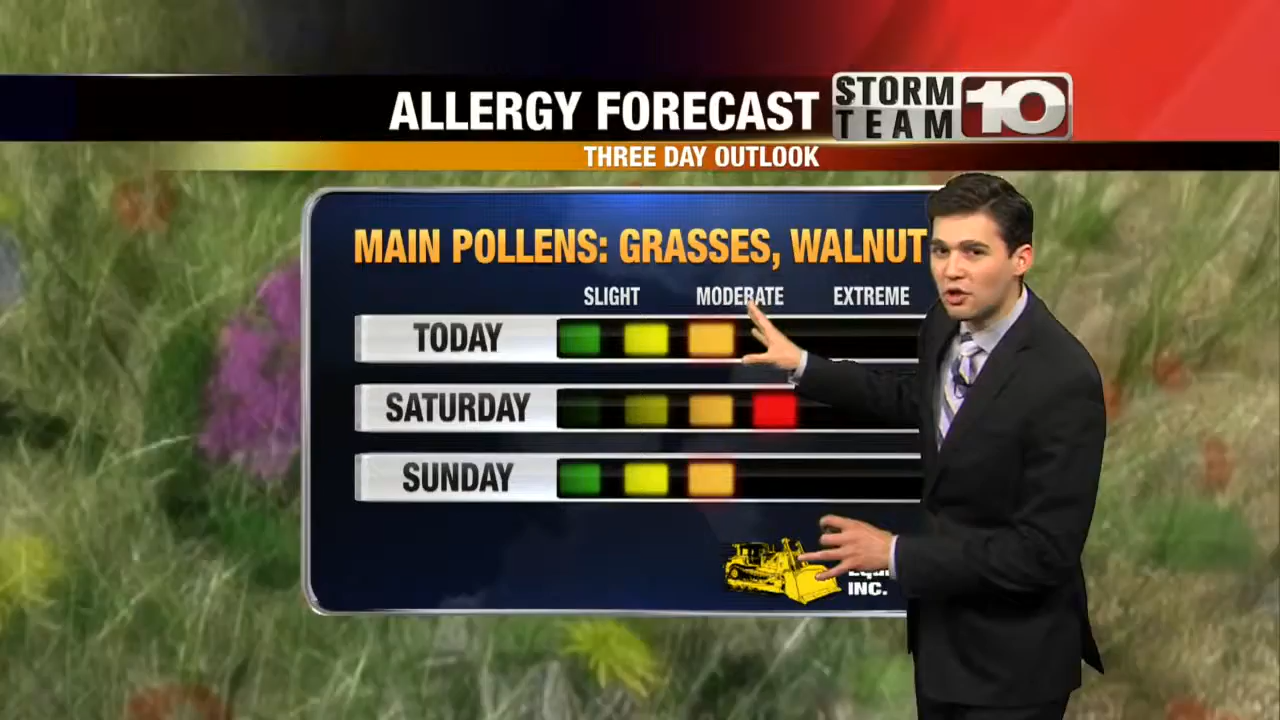 ALLERGY FORECAST
STORM TEAM 10
THREE DAY OUTLOOK
MAIN POLLENS: GRASSES, WALNUT
SLIGHT MODERATE EXTREME
TODAY
SATURDAY
SUNDAY
INC.